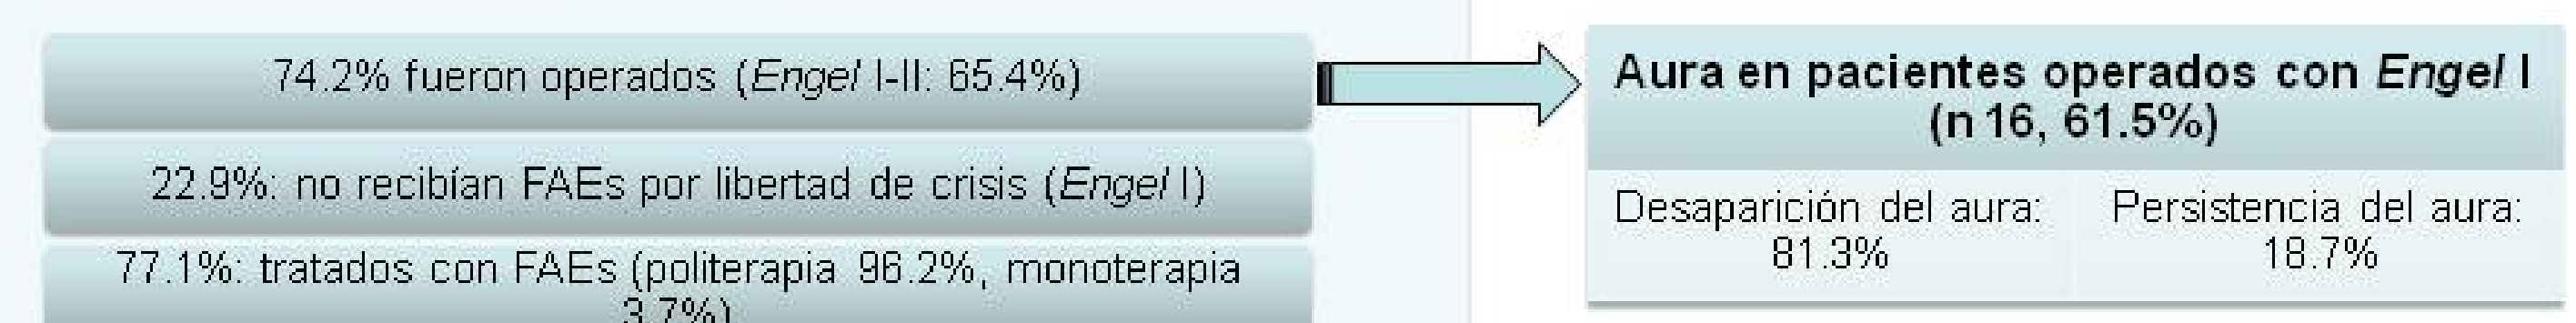 74.2% fueron operados (Engel I-II: 65.4%)
22.9%: no recibían FAEs por libertad de crisis (Engel I)
77.1%: tratados con FAEs (politerapia 96.2%, monoterapia
3.7%)
Aura en pacientes operados con Engel I
(n 16, 61.5%)
Desaparición del aura:
81.3%
Persistencia del aura:
18.7%